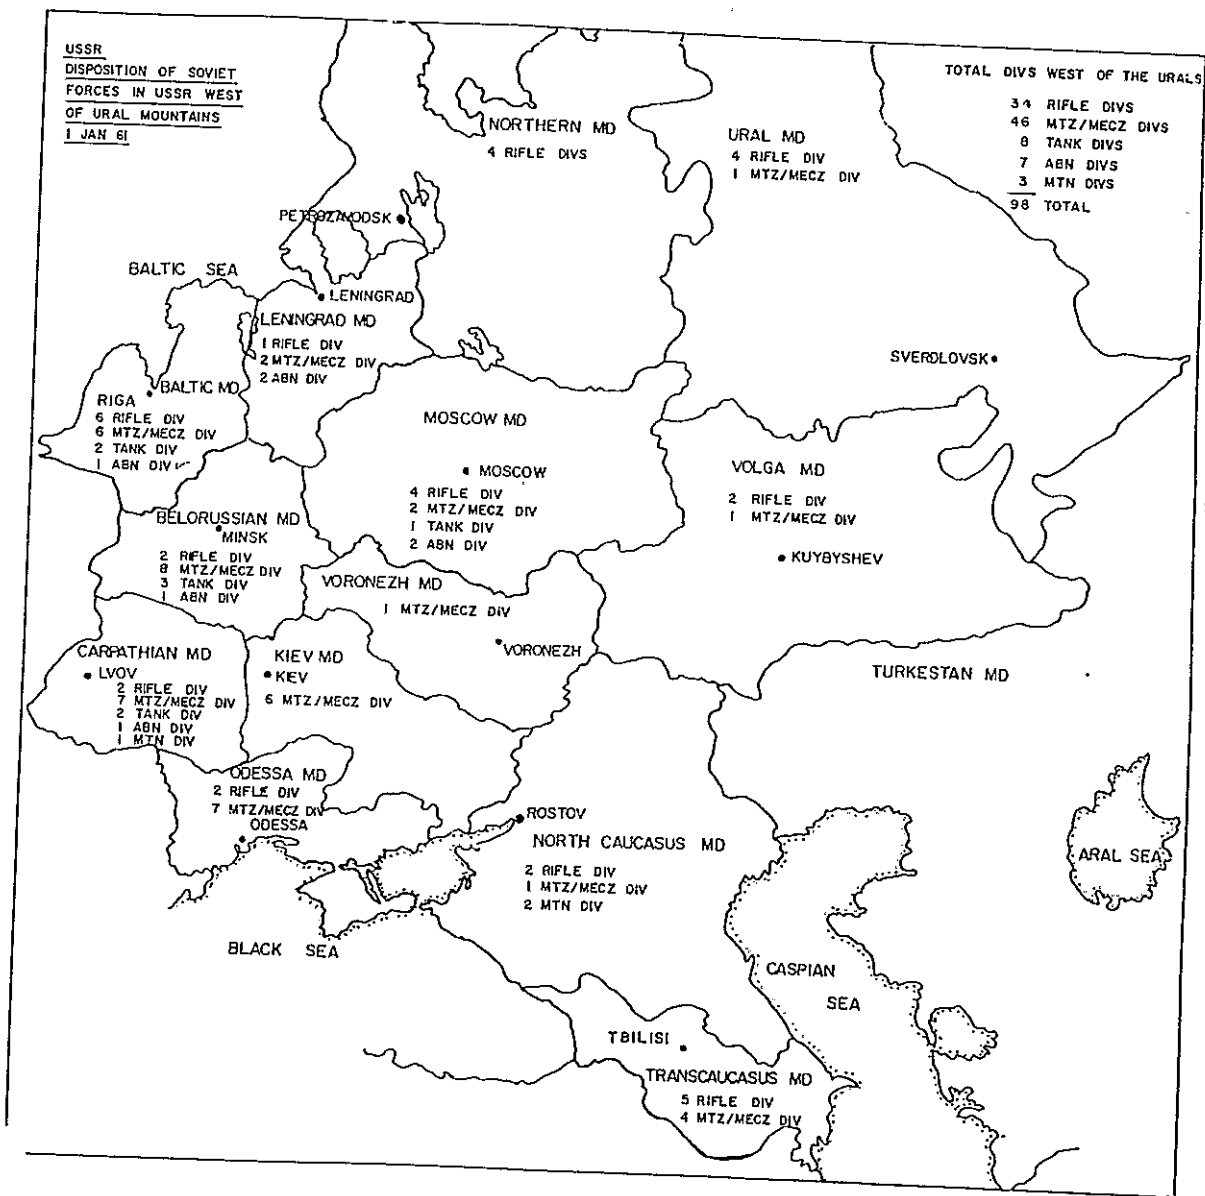 USSR
DISPOSITION OF SOVIET
FORCES IN USSR WEST
OF URAL MOUNTAINS
1 JAN 61
TOTAL DIVS WEST OF THE URALS
34 RIFLE DIVS
46 MTZ/MECZ DIVS
8 TANK DIVS
7 ABN DIVS
3 MTN DIVS
98 TOTAL
NORTHERN MD
4 RIFLE DIVS
URAL MD
4 RIFLE DIV
1 MTZ/MECZ DIV
PETROZAVODSK
BALTIC SEA
LENINGRAD
LENINGRAD MD
1 RIFLE DIV
2 MTZ/MECZ DIV
2 ABN DIV
SVERDLOVSK
BALTIC MD
RIGA
6 RIFLE DIV
6 MTZ/MECZ DIV
2 TANK DIV
1 ABN DIV
MOSCOW MD
MOSCOW
4 RIFLE DIV
2 MTZ/MECZ DIV
1 TANK DIV
2 ABN DIV
VOLGA MD
2 RIFLE DIV
1 MTZ/MECZ DIV
KUYBYSHEV
BELORUSSIAN MD
MINSK
2 RIFLE DIV
8 MTZ/MECZ DIV
3 TANK DIV
1 ABN DIV
VORONEZH MD
1 MTZ/MECZ DIV
VORONEZH
CARPATHIAN MD
LVOV
2 RIFLE DIV
7 MTZ/MECZ DIV
2 TANK DIV
1 ABN DIV
1 MTN DIV
KIEV MD
KIEV
6 MTZ/MECZ DIV
TURKESTAN MD
ODESSA MD
2 RIFLE DIV
7 MTZ/MECZ DIV
ODESSA
ROSTOV
NORTH CAUCASUS MD
2 RIFLE DIV
1 MTZ/MECZ DIV
2 MTN DIV
ARAL SEA
BLACK SEA
CASPIAN
SEA
TBILISI
TRANSCAUCASUS MD
5 RIFLE DIV
4 MTZ/MECZ DIV